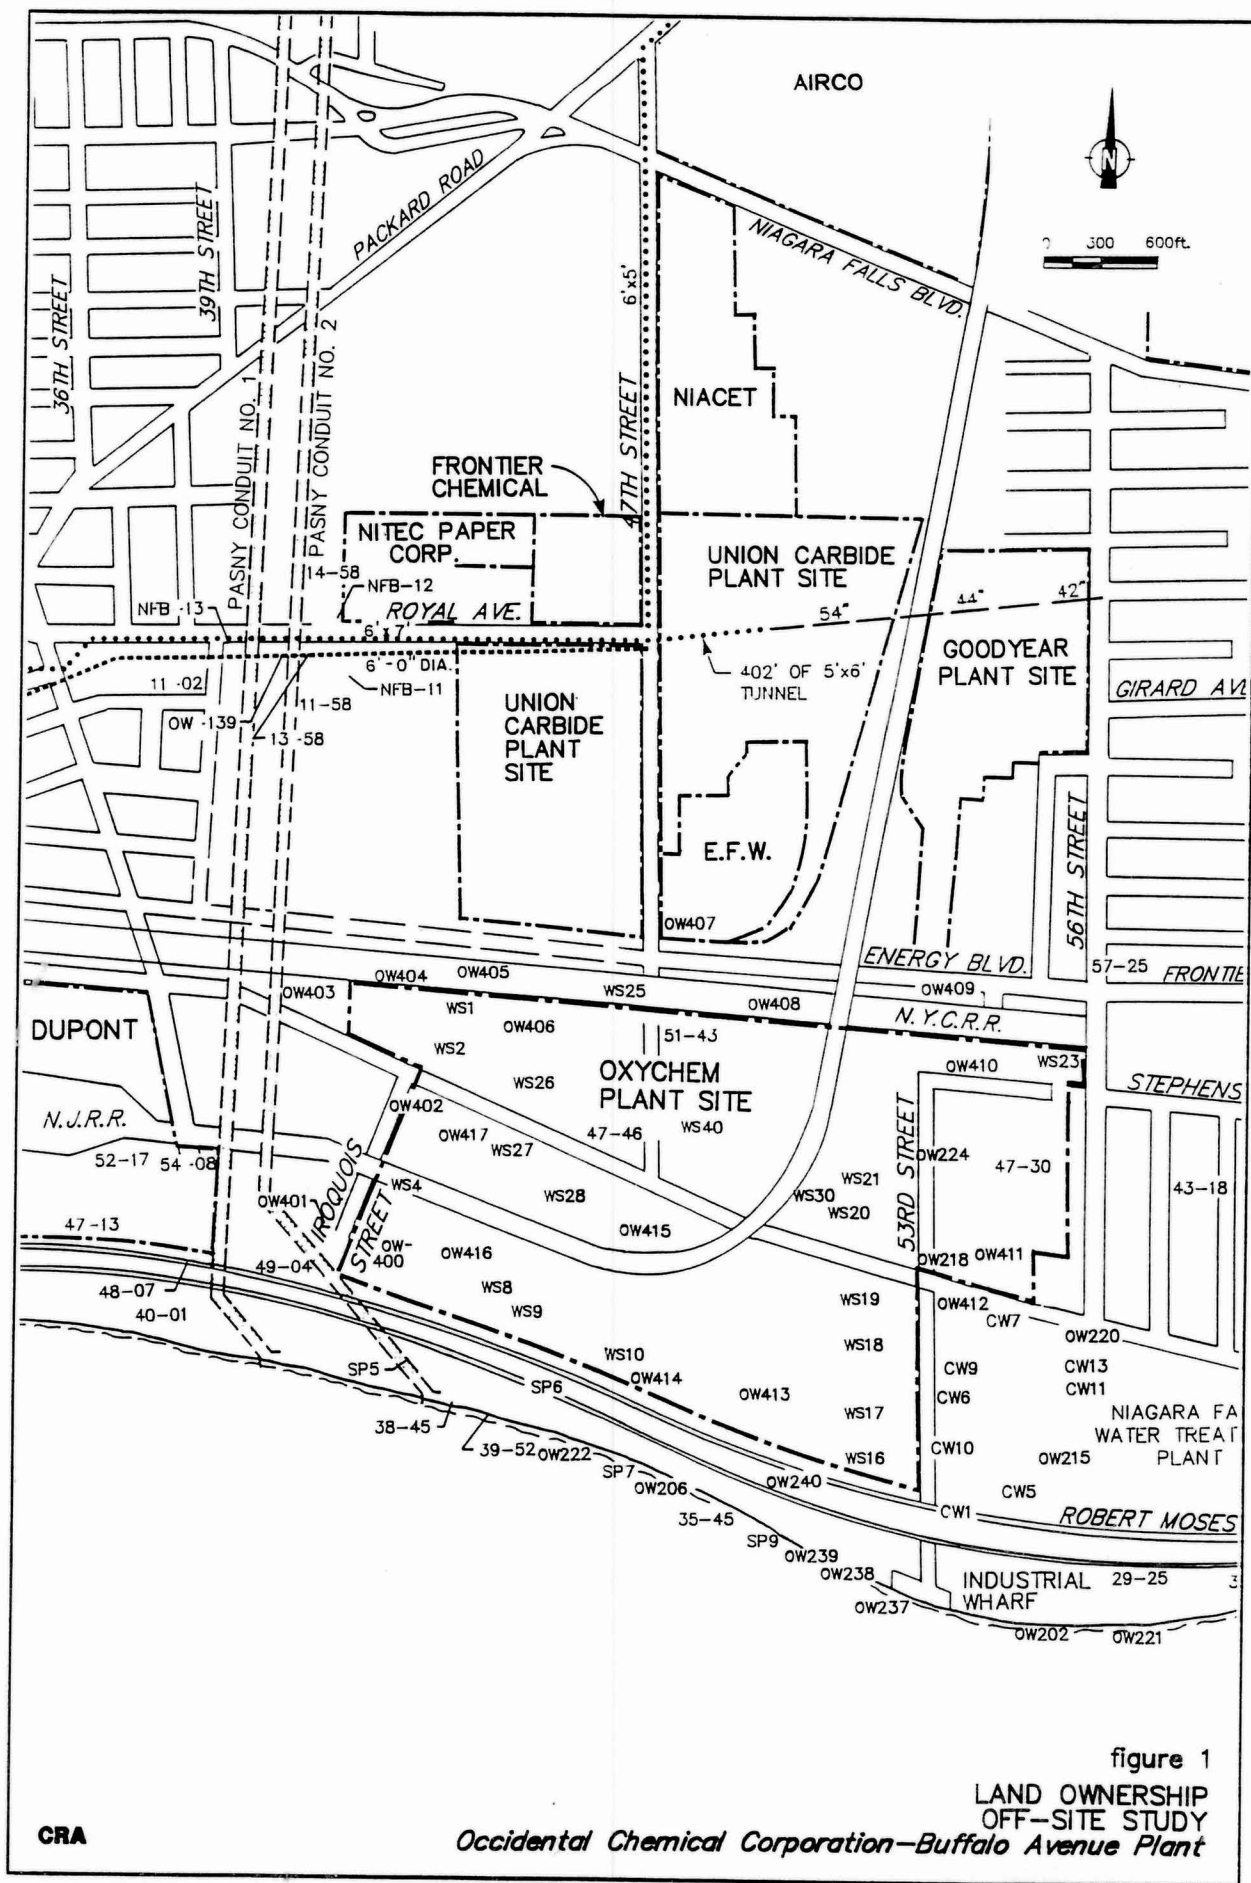 AIRCO
N
0 300 600ft.
39TH STREET
36TH STREET
PACKARD ROAD
6'x5'
NIAGARA FALLS BLVD.
PASNY CONDUIT NO. 1
PASNY CONDUIT NO. 2
47TH STREET
NIACET
FRONTIER
CHEMICAL
NITEC PAPER
CORP.
UNION CARBIDE
PLANT SITE
14-58
NFB-12
NFB -13
ROYAL AVE.
6'x7'
54"
44"
42"
6'-0" DIA.
NFB-11
402' OF 5'x6'
TUNNEL
GOODYEAR
PLANT SITE
GIRARD AVE
11 -02
11-58
OW -139
13 -58
UNION
CARBIDE
PLANT
SITE
E.F.W.
56TH STREET
OW407
ENERGY BLVD.
57-25
FRONTIE
OW403
OW404
OW405
WS25
OW408
OW409
N.Y.C.R.R.
DUPONT
WS1
OW406
51-43
WS2
OXYCHEM
PLANT SITE
OW410
WS23
WS26
STEPHENS
N.J.R.R.
OW402
OW417
WS27
47-46
WS40
53RD STREET
52-17
54 -08
OW224
47-30
43-18
IROQUOIS
STREET
WS4
OW401
WS28
WS21
WS30
WS20
47-13
OW415
OW-
400
OW416
OW218
OW411
49-04
48-07
40-01
WS8
WS9
WS19
OW412
CW7
OW220
WS10
WS18
SP5
SP6
OW414
OW413
CW9
CW13
CW6
CW11
38-45
WS17
NIAGARA FA
WATER TREAT
PLANT
39-52
OW222
CW10
WS16
OW215
SP7
OW206
OW240
CW5
35-45
CW1
ROBERT MOSES
SP9
OW239
OW238
INDUSTRIAL
WHARF
29-25
3
OW237
OW202
OW221
figure 1
LAND OWNERSHIP
OFF-SITE STUDY
CRA
Occidental Chemical Corporation-Buffalo Avenue Plant